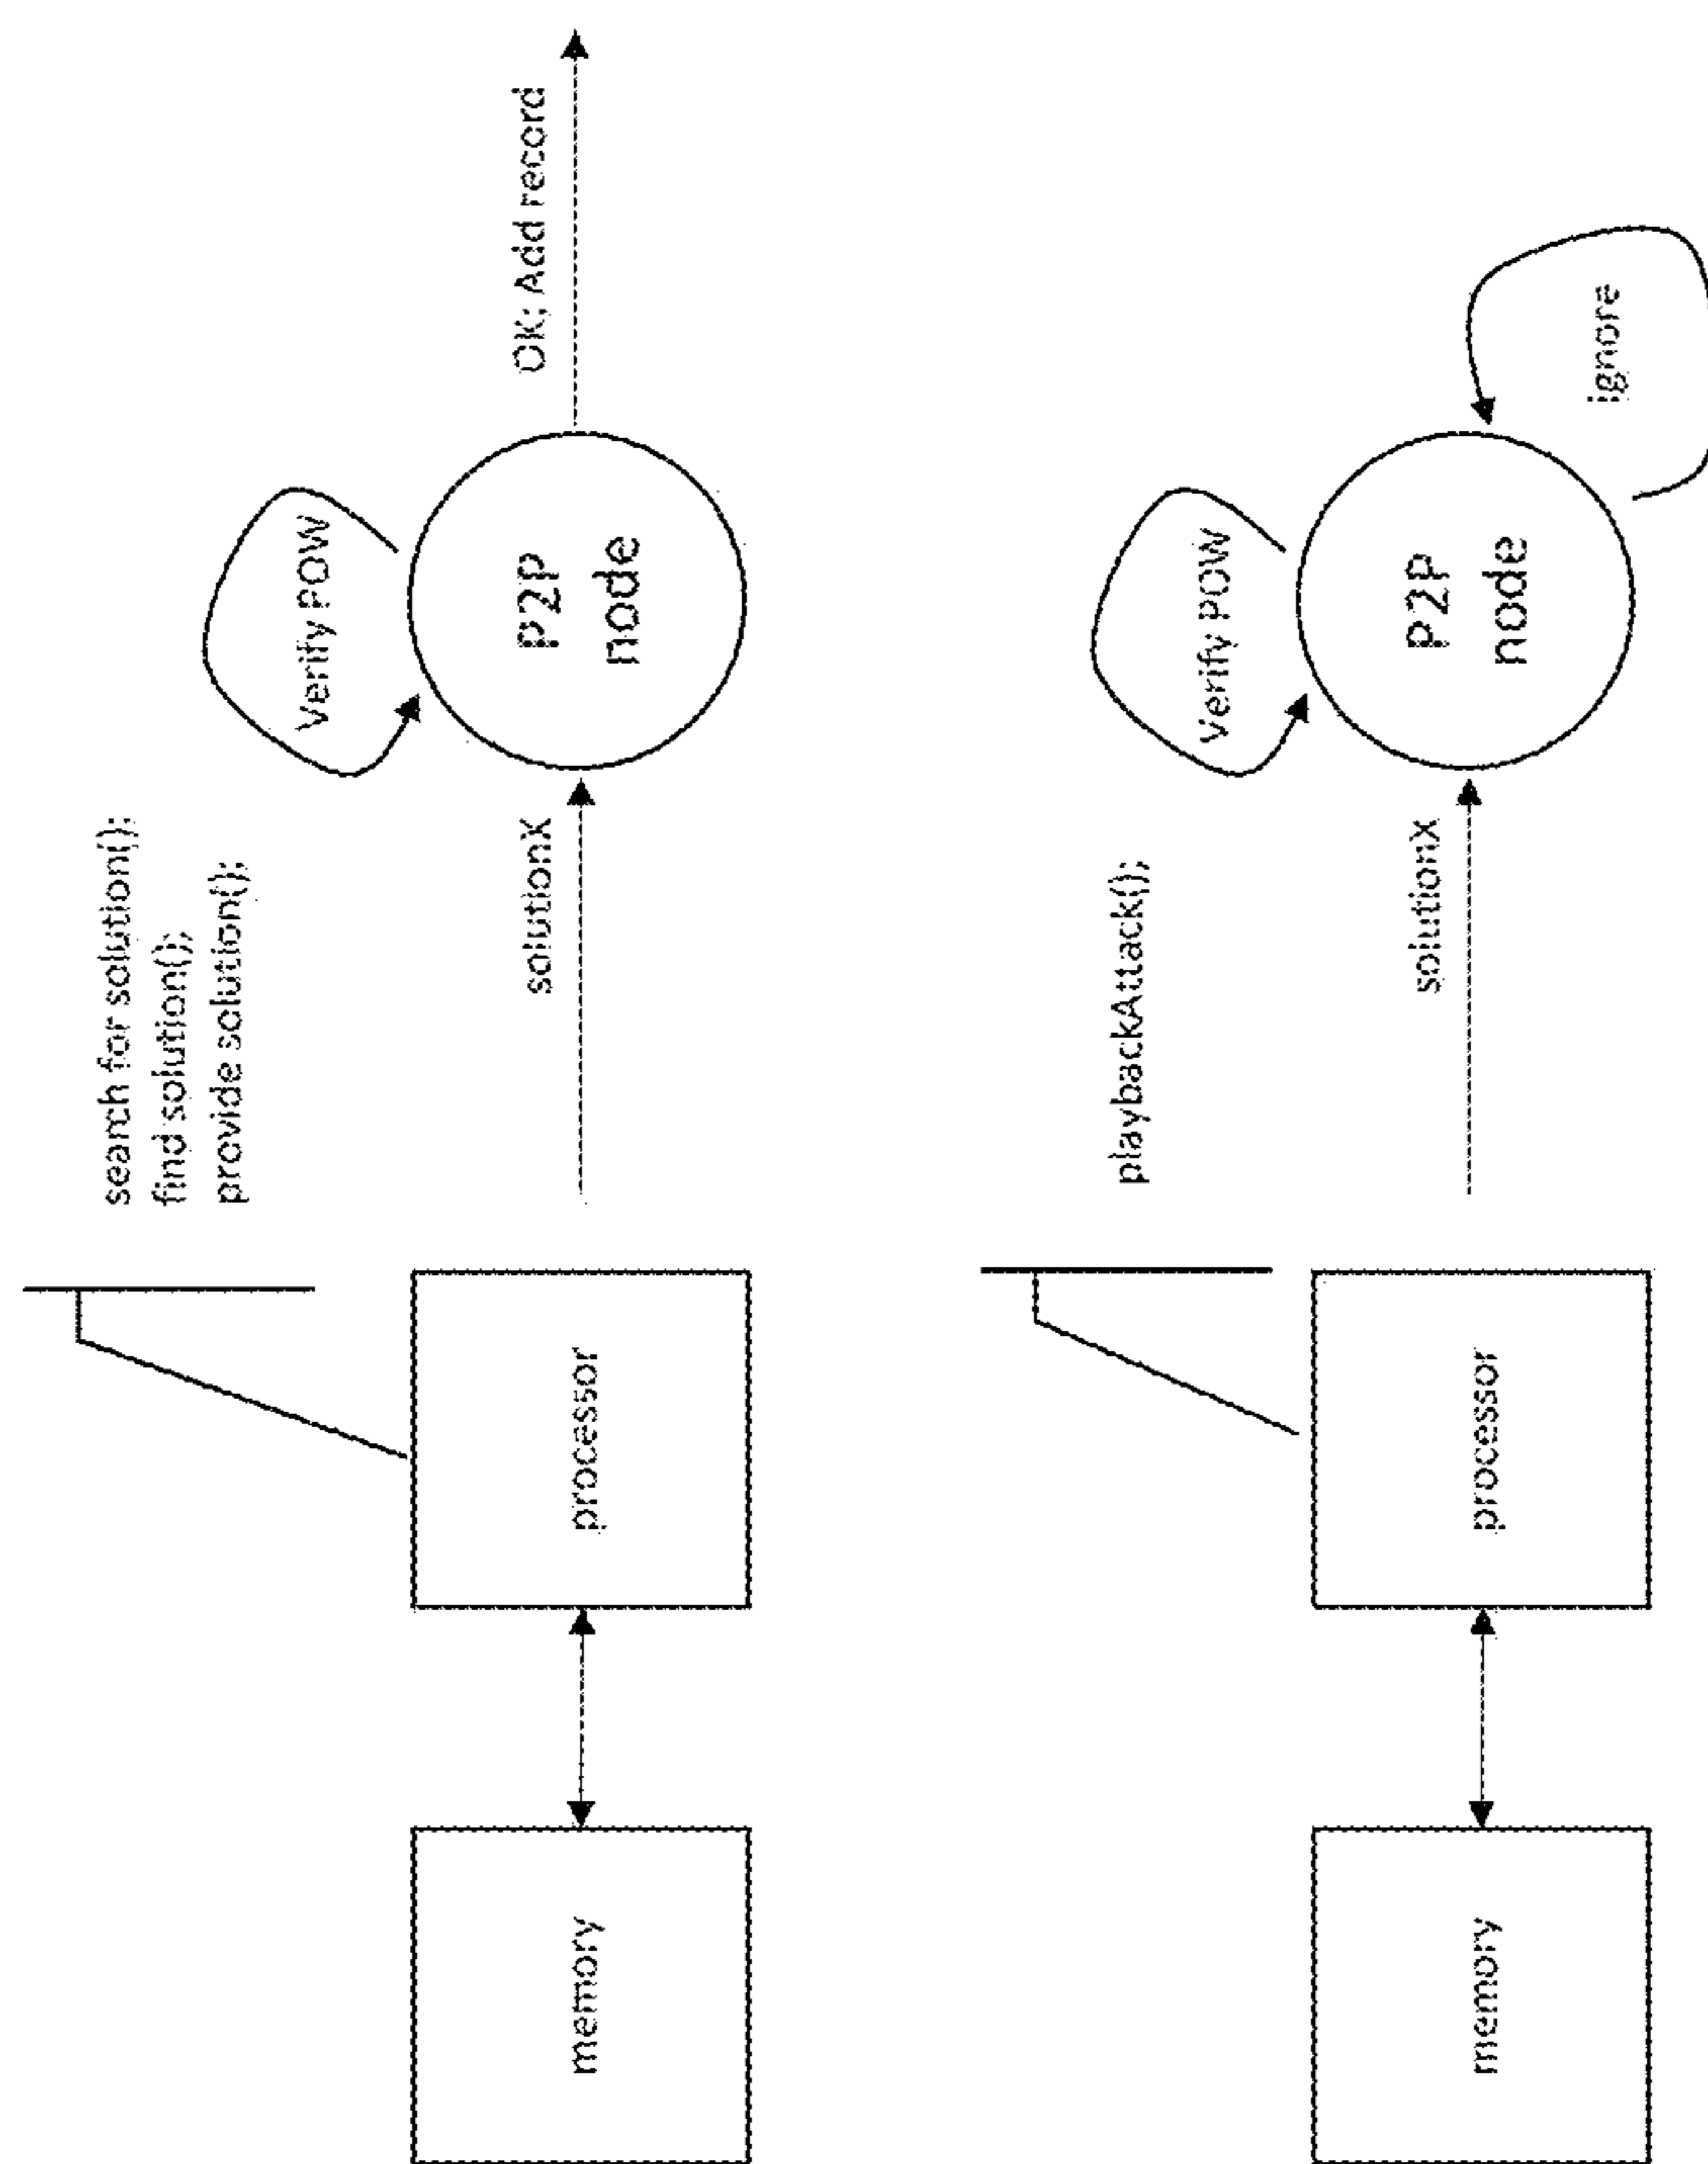 search for solution();
find solution();
provide solution();
Verify POW
memory
processor
solutionX
P2P
node
OK; Add record
playbackAttack();
Verify POW
memory
processor
solutionX
P2P
node
ignore